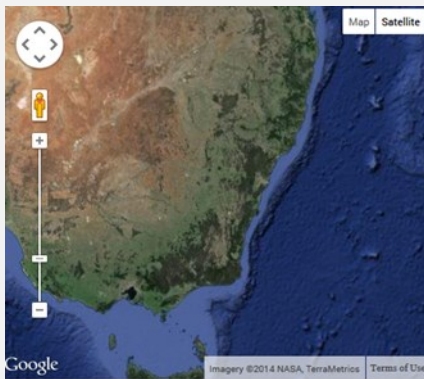 Map Satellite
Google
Imagery ©2014 NASA, TerraMetrics
Terms of Use